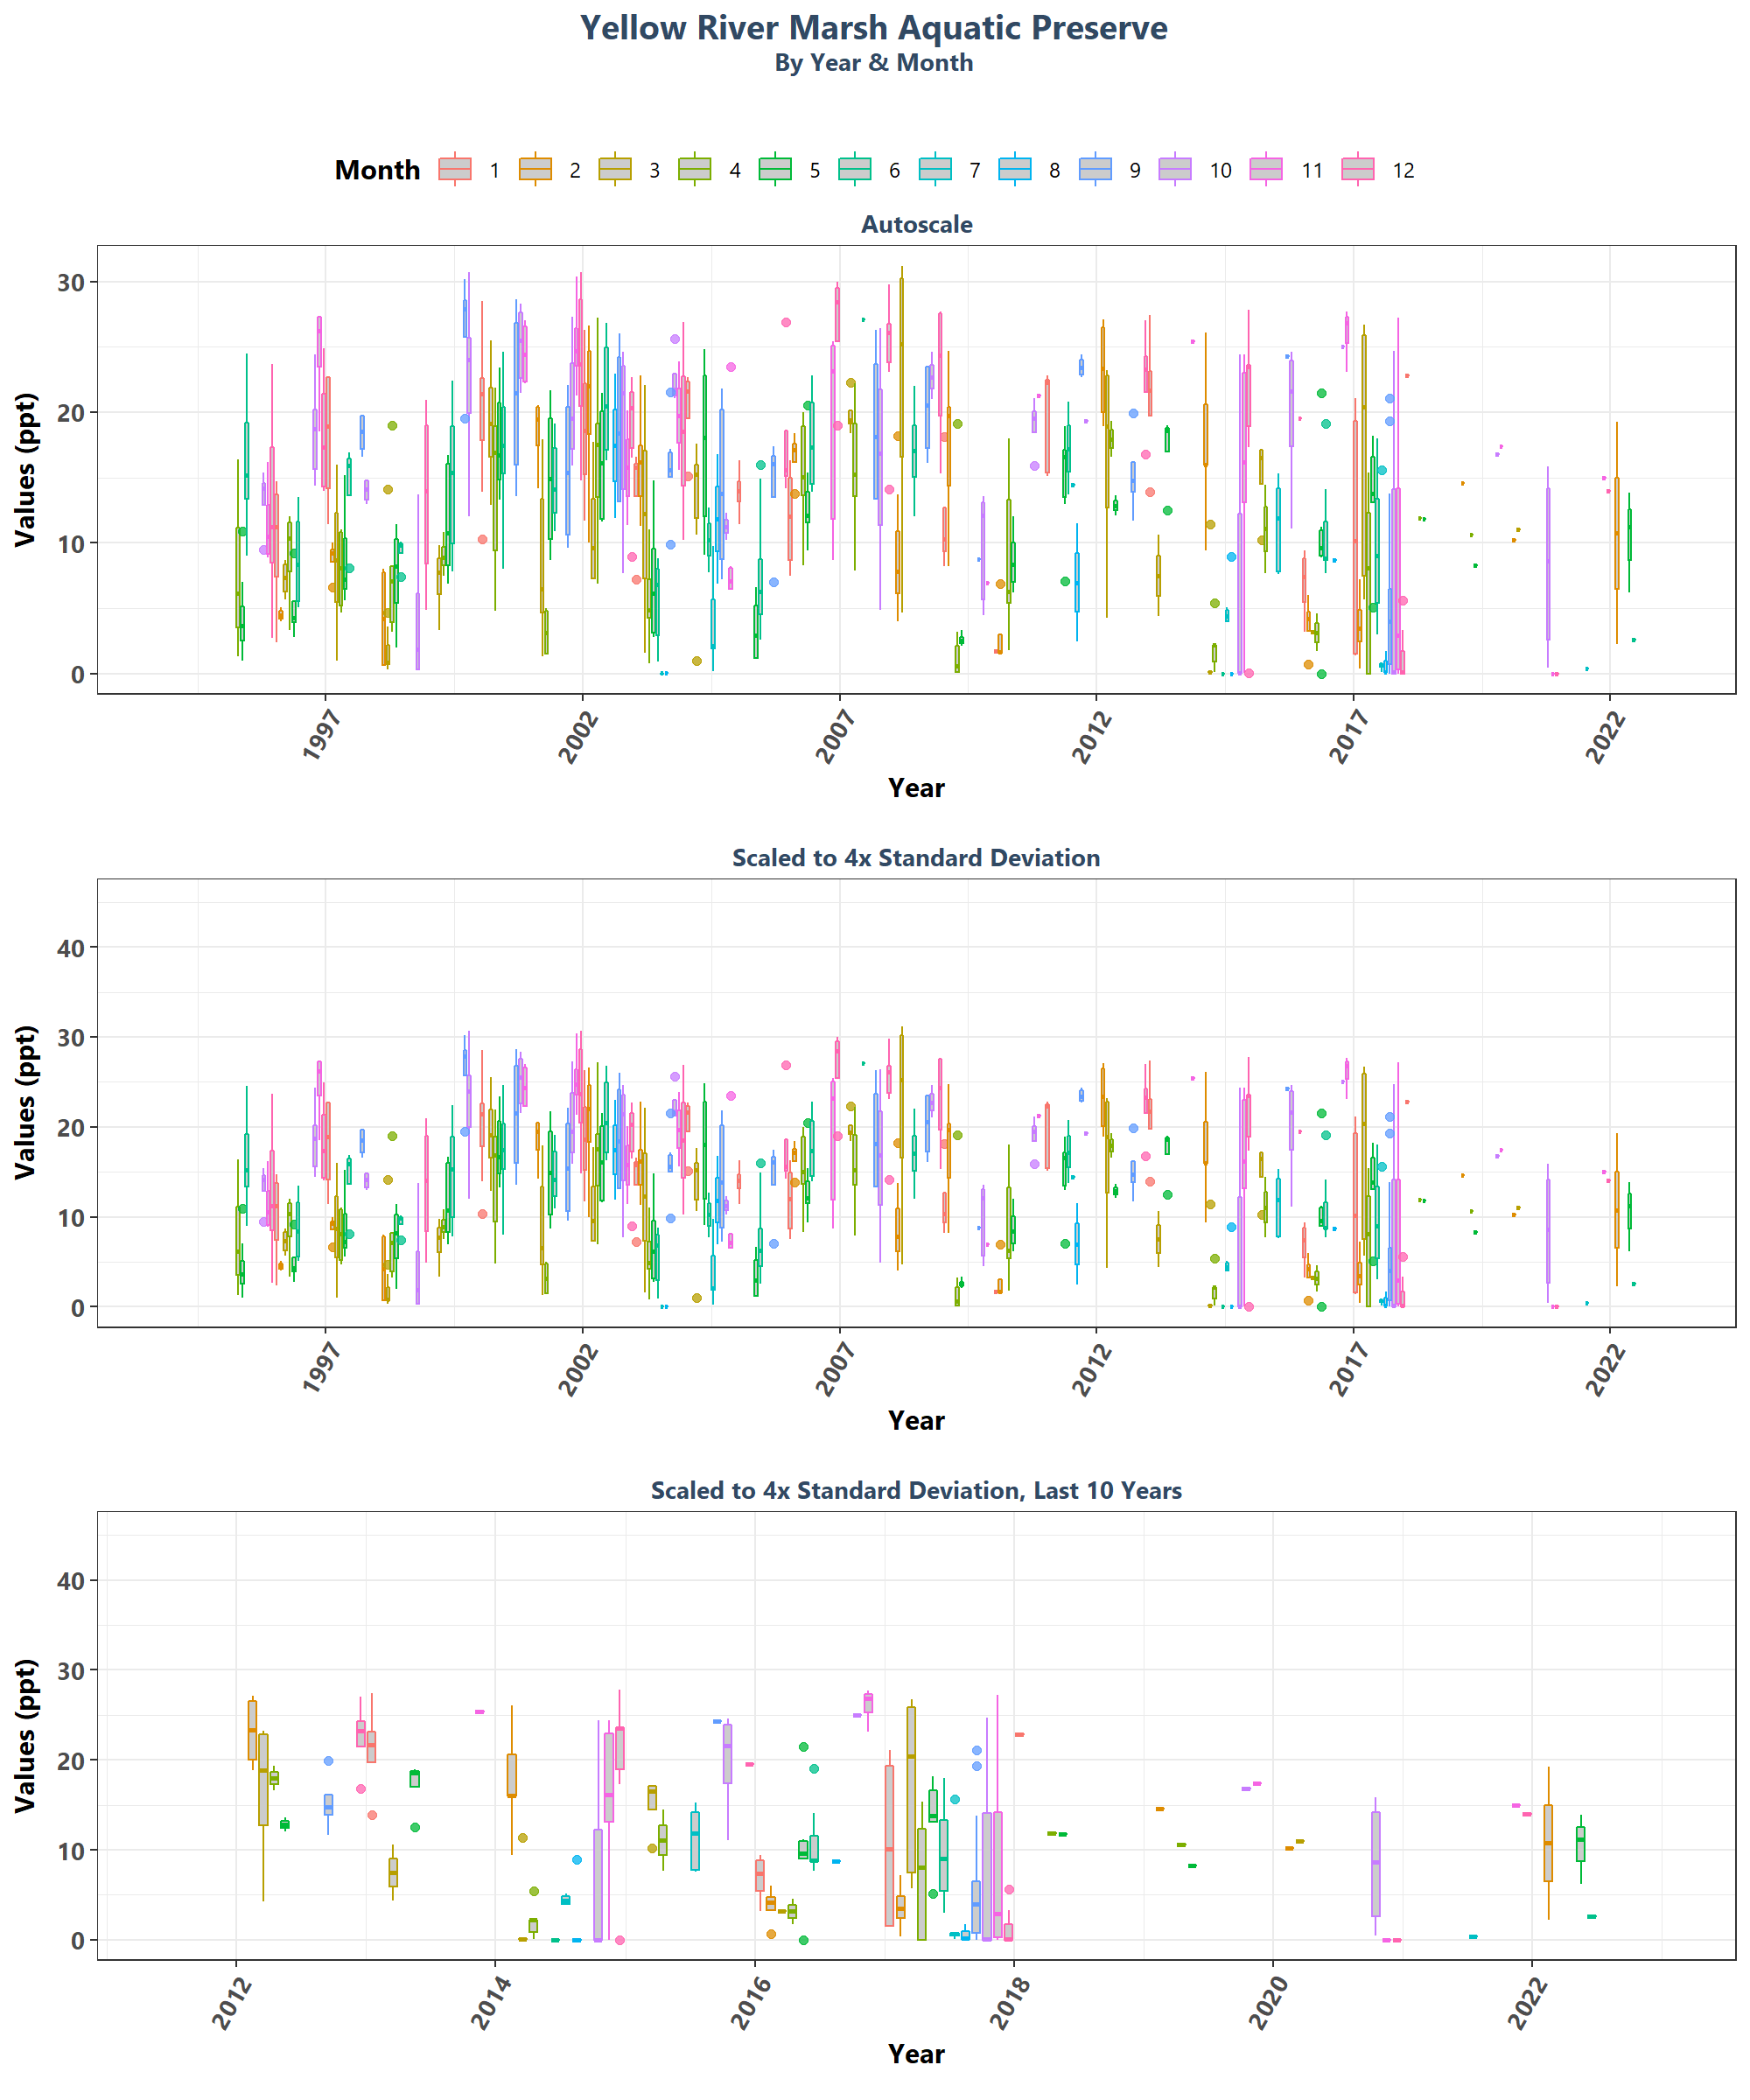 Yellow River Marsh Aquatic Preserve
By Year & Month
Month 1 2 3 4 5 6 7 8 9 10 11 12
Autoscale
Values (ppt)
30
20
10
0
1997 2002 2007 2012 2017 2022
Year
Scaled to 4x Standard Deviation
Values (ppt)
40
30
20
10
0
1997 2002 2007 2012 2017 2022
Year
Scaled to 4x Standard Deviation, Last 10 Years
Values (ppt)
40
30
20
10
0
2012 2014 2016 2018 2020 2022
Year